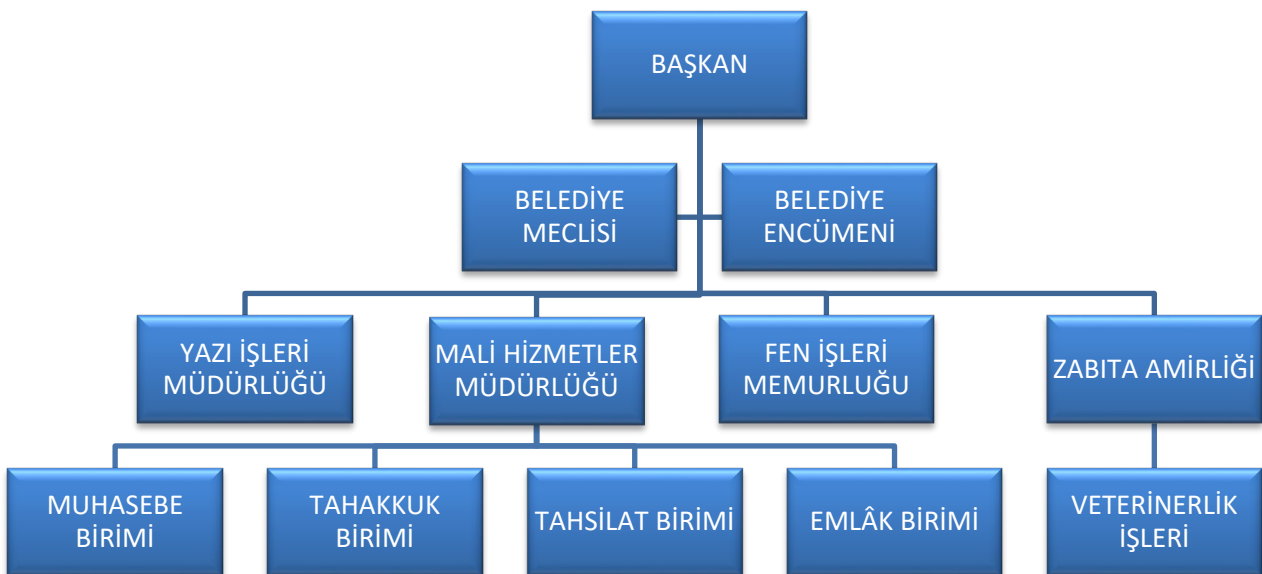 BAŞKAN
BELEDİYE
MECLİSİ
BELEDİYE
ENCÜMENİ
YAZI İŞLERİ
MÜDÜRLÜĞÜ
MALİ HİZMETLER
MÜDÜRLÜĞÜ
FEN İŞLERİ
MEMURLUĞU
ZABITA AMİRLİĞİ
MUHASEBE
BİRİMİ
TAHAKKUK
BİRİMİ
TAHSİLAT BİRİMİ
EMLÂK BİRİMİ
VETERİNERLİK
İŞLERİ